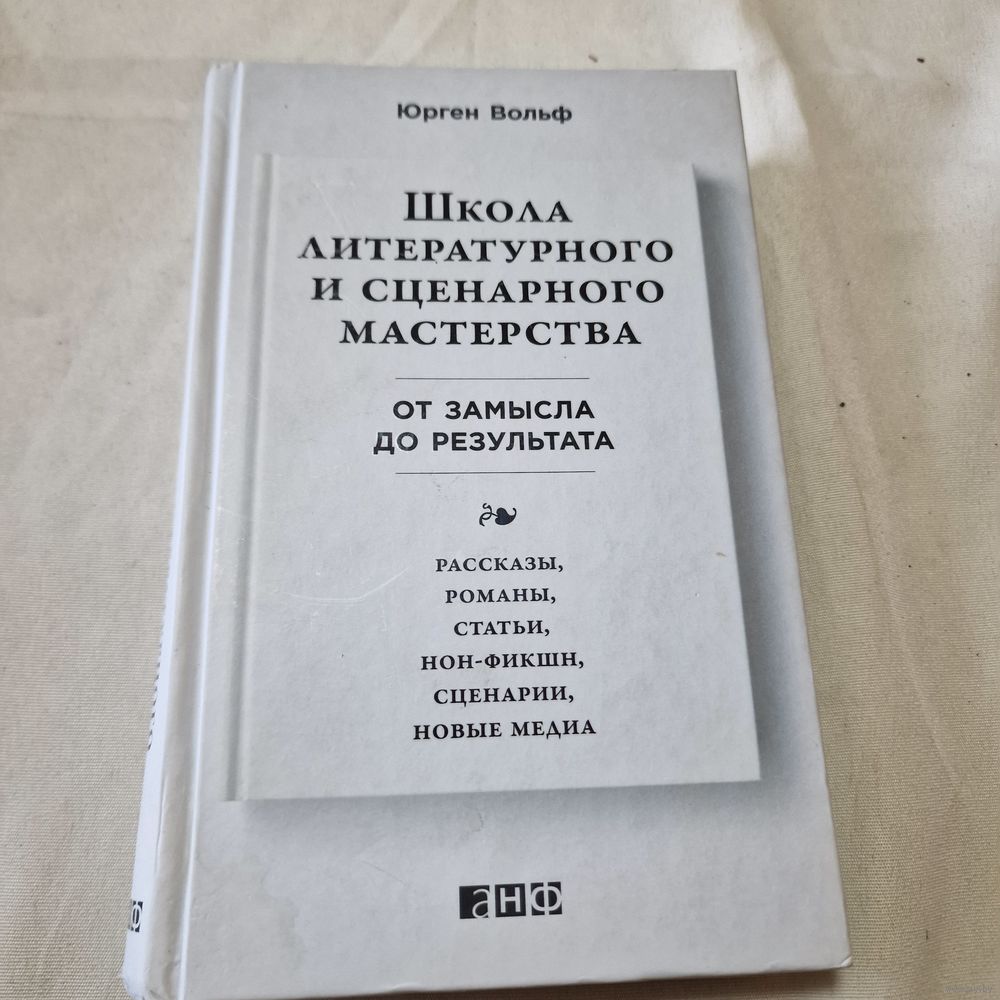 Юрген Вольф
Школа
литературного
и сценарного
мастерства
ОТ ЗАМЫСЛА
ДО РЕЗУЛЬТАТА
рассказы,
романы,
статьи,
нон-фикшн,
сценарии,
новые медиа
анф